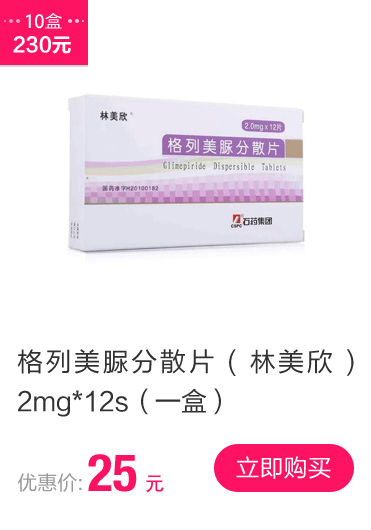 10盒
230元
林美欣®
2.0mg×12片
格列美脲分散片
Glimepiride Dispersible Tablets
国药准字H20100182
CSPC 石药集团
格列美脲分散片（林美欣）
2mg*12s（一盒）
优惠价: 25 元
立即购买